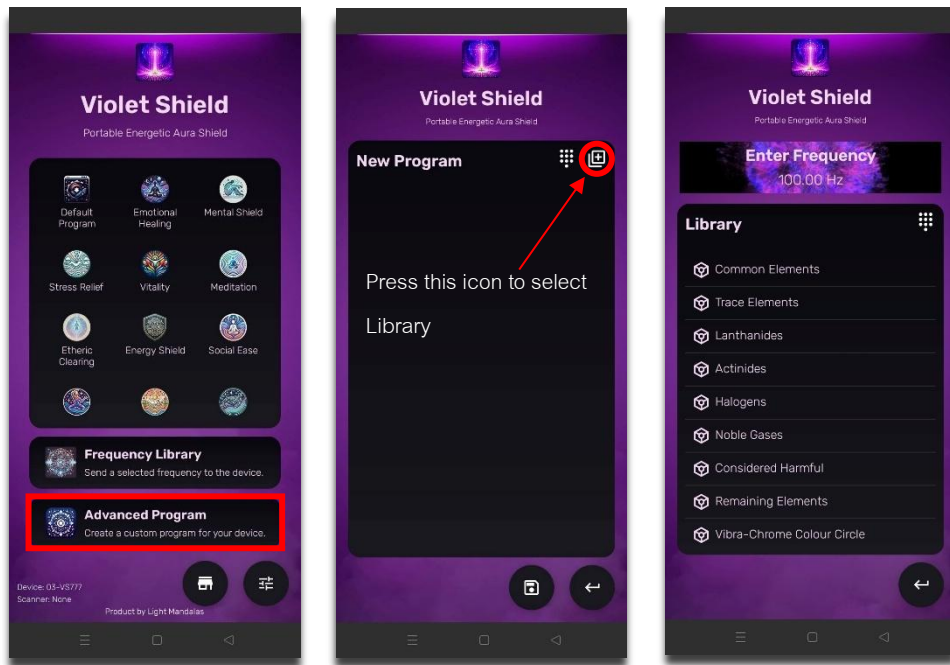 Violet Shield
Portable Energetic Aura Shield
Default Program
Emotional Healing
Mental Shield
Stress Relief
Vitality
Meditation
Etheric Clearing
Energy Shield
Social Ease
Frequency Library
Send a selected frequency to the device.
Advanced Program
Create a custom program for your device.
Device: 03-VS777
Scanner: None
Product by Light Mandalas
Violet Shield
Portable Energetic Aura Shield
New Program
Press this icon to select
Library
Violet Shield
Portable Energetic Aura Shield
Enter Frequency
100.00 Hz
Library
Common Elements
Trace Elements
Lanthanides
Actinides
Halogens
Noble Gases
Considered Harmful
Remaining Elements
Vibra-Chrome Colour Circle